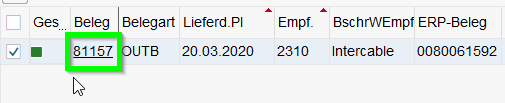 Ges... Beleg Belegart Lieferd.Pl Empf. BschrWEmpf ERP-Beleg
81157 OUTB 20.03.2020 2310 Intercable 0080061592